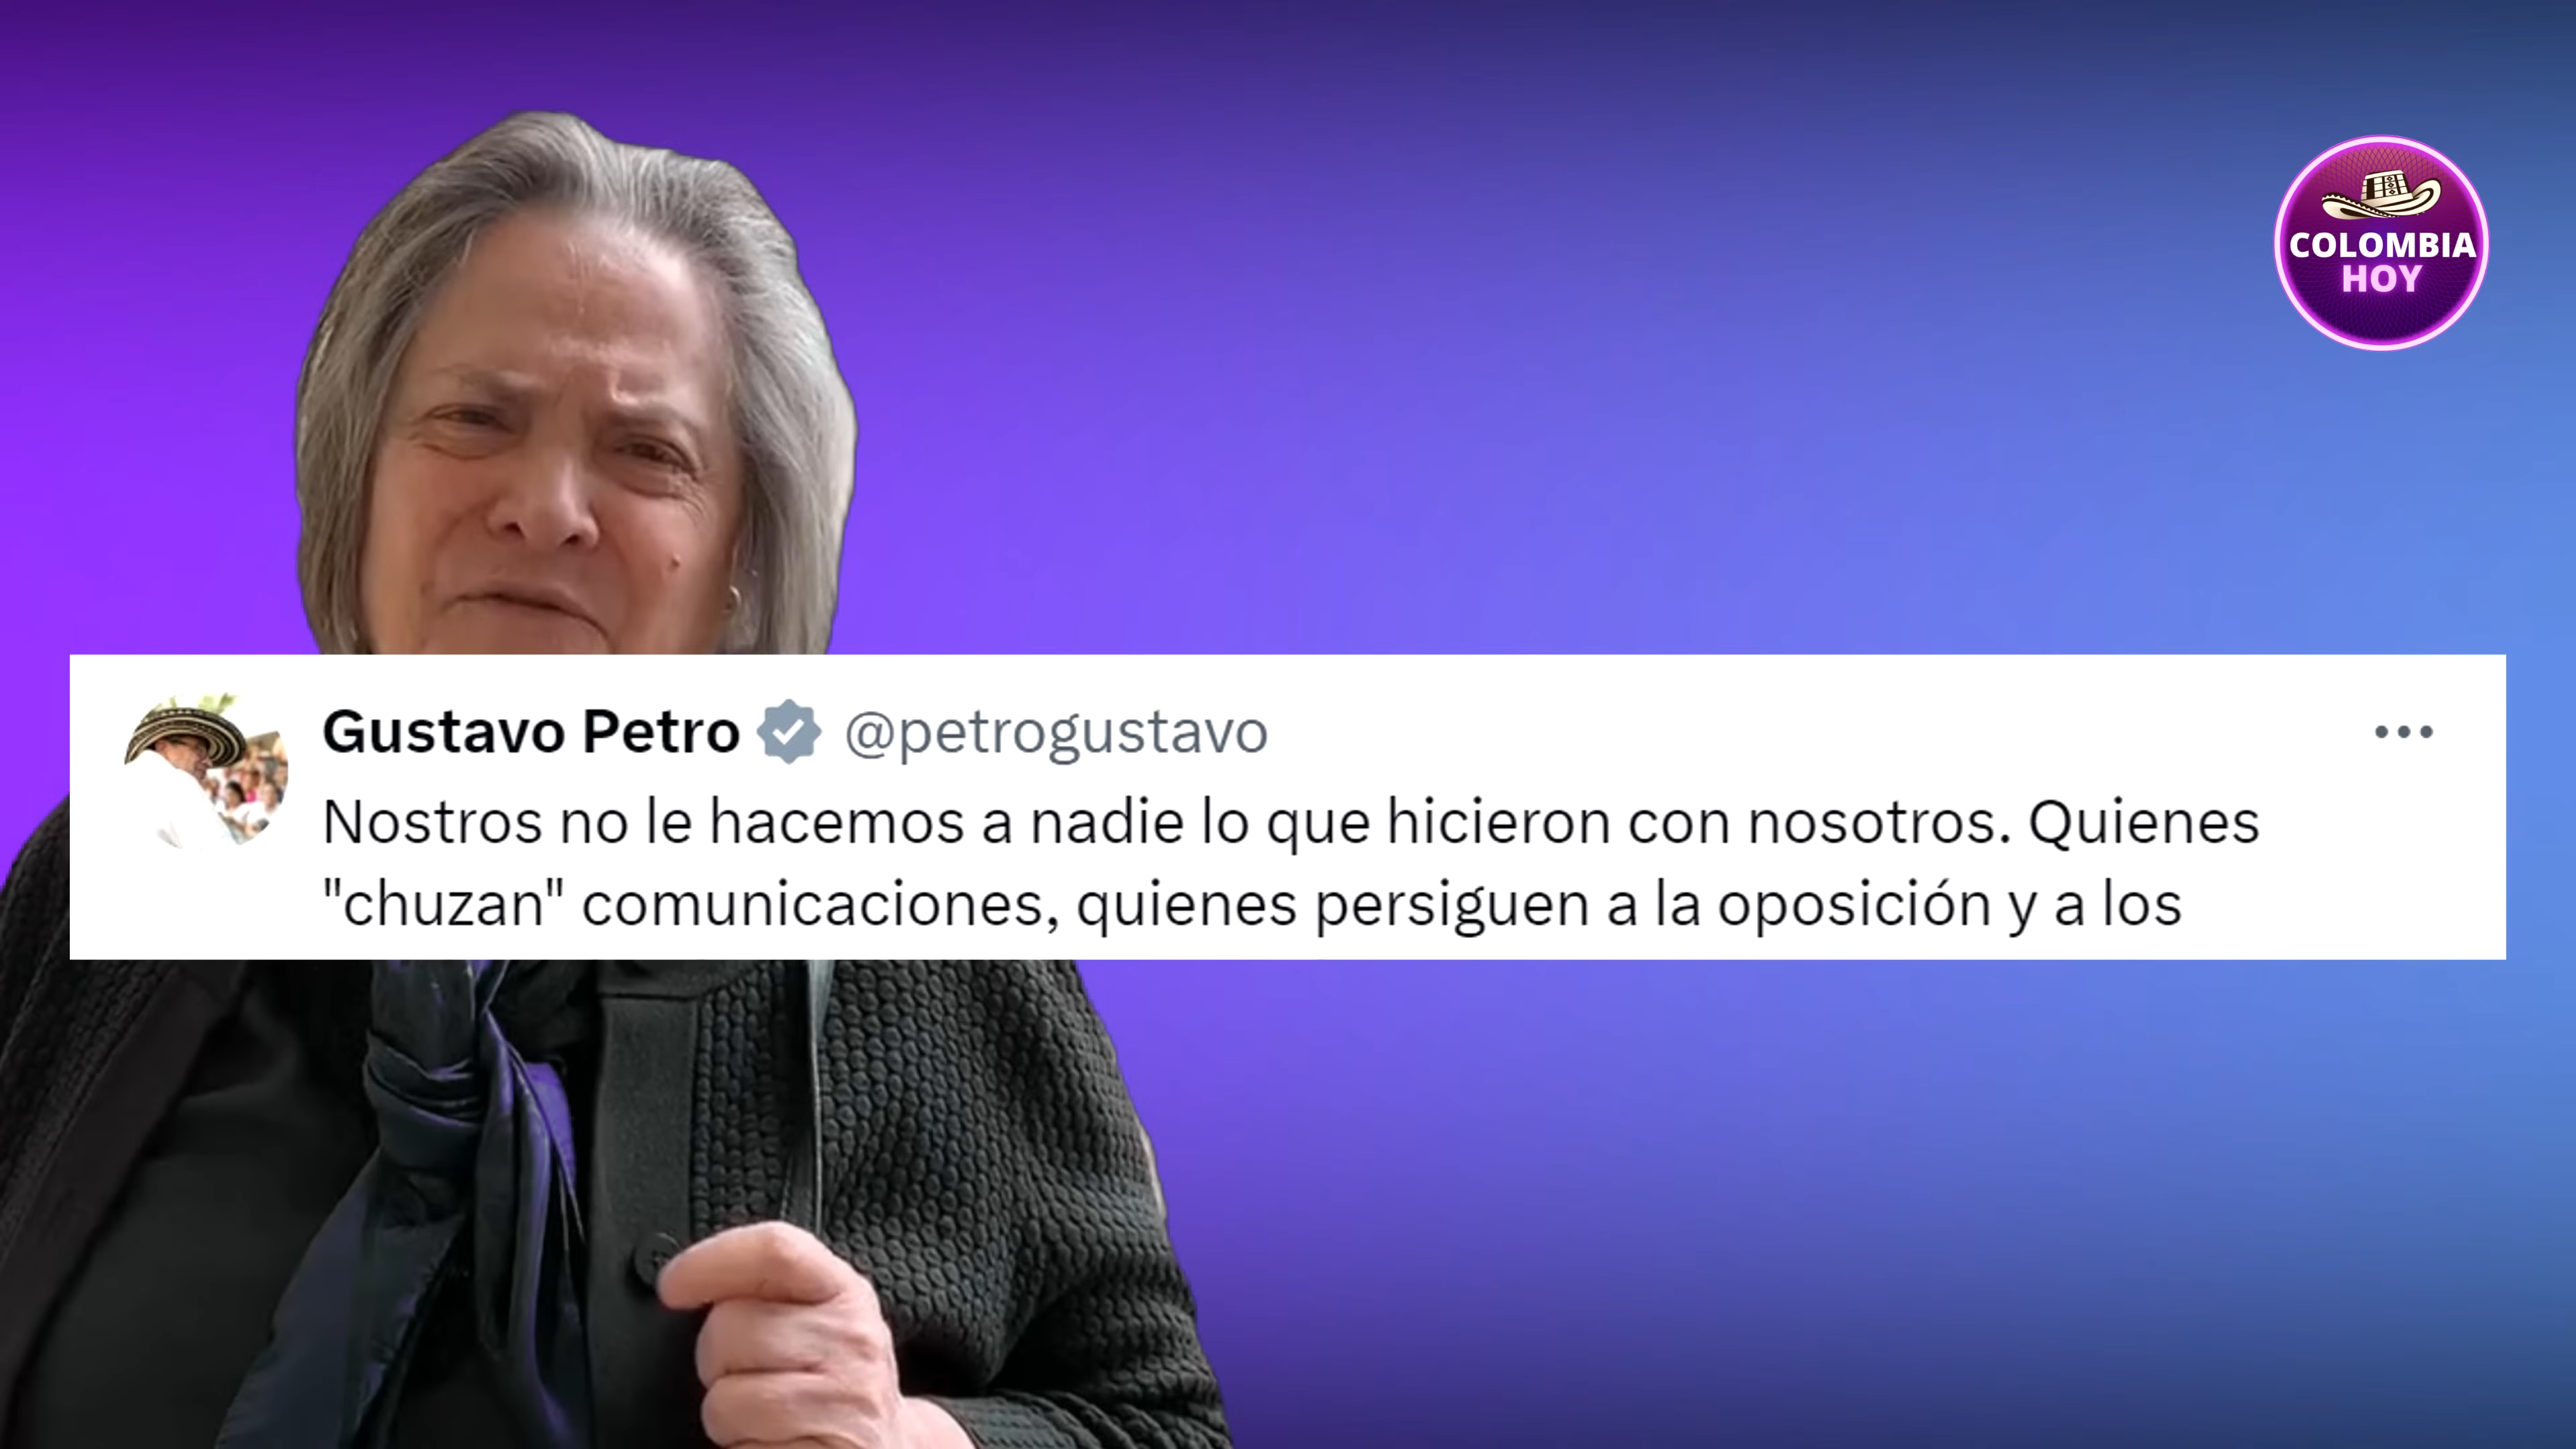 COLOMBIA
HOY
Gustavo Petro @petrogustavo
Nostros no le hacemos a nadie lo que hicieron con nosotros. Quienes
"chuzan" comunicaciones, quienes persiguen a la oposición y a los